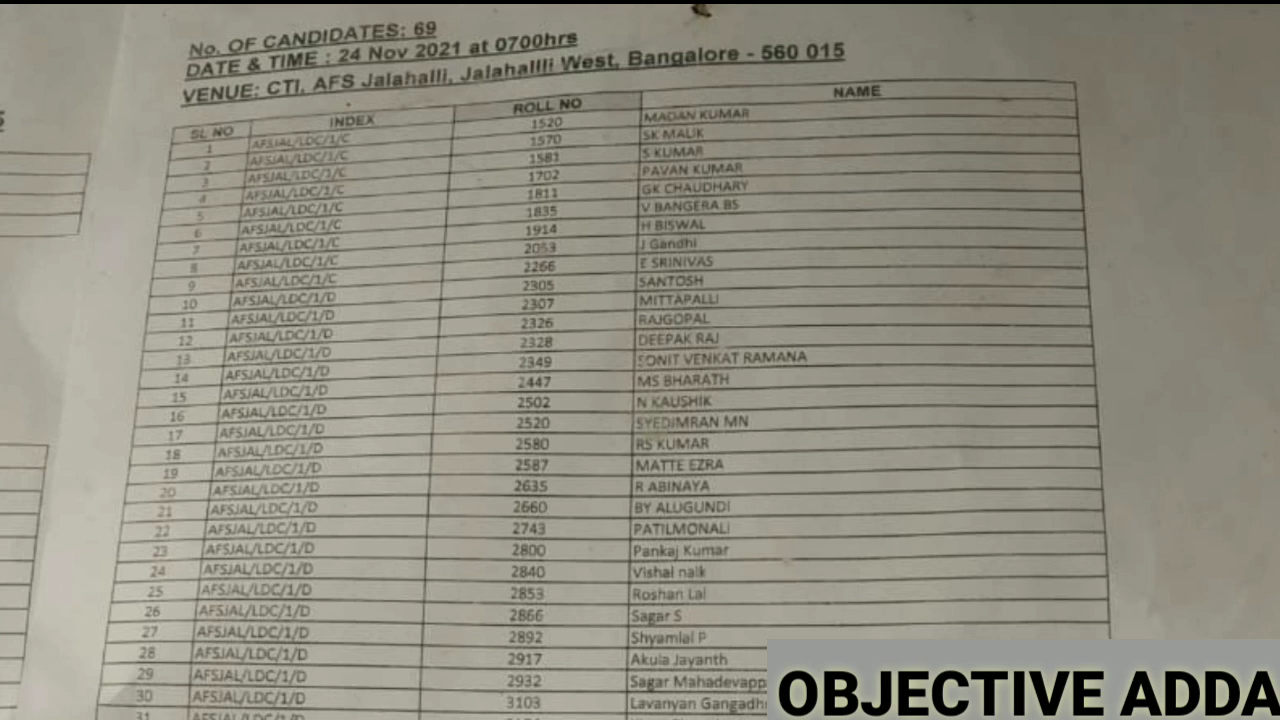 No. OF CANDIDATES: 69
DATE & TIME : 24 Nov 2021 at 0700hrs
VENUE: CTI, AFS Jalahalli, Jalahallli West, Bangalore - 560 015
SL NO INDEX ROLL NO NAME
1 AFSJAL/LDC/1/C 1520 MADAN KUMAR
2 AFSJAL/LDC/1/C 1570 SK MALIK
3 AFSJAL/LDC/1/C 1581 S KUMAR
4 AFSJAL/LDC/1/C 1702 PAVAN KUMAR
5 AFSJAL/LDC/1/C 1811 GK CHAUDHARY
6 AFSJAL/LDC/1/C 1835 V BANGERA BS
7 AFSJAL/LDC/1/C 1914 H BISWAL
8 AFSJAL/LDC/1/C 2053 J Gandhi
9 AFSJAL/LDC/1/C 2266 E SRINIVAS
10 AFSJAL/LDC/1/D 2305 SANTOSH
11 AFSJAL/LDC/1/D 2307 MITTAPALLI
12 AFSJAL/LDC/1/D 2326 RAJGOPAL
13 AFSJAL/LDC/1/D 2328 DEEPAK RAJ
14 AFSJAL/LDC/1/D 2349 SONIT VENKAT RAMANA
15 AFSJAL/LDC/1/D 2447 MS BHARATH
16 AFSJAL/LDC/1/D 2502 N KAUSHIK
17 AFSJAL/LDC/1/D 2520 SYEDIMRAN MN
18 AFSJAL/LDC/1/D 2580 RS KUMAR
19 AFSJAL/LDC/1/D 2587 MATTE EZRA
20 AFSJAL/LDC/1/D 2635 R ABINAYA
21 AFSJAL/LDC/1/D 2660 BY ALUGUNDI
22 AFSJAL/LDC/1/D 2743 PATILMONALI
23 AFSJAL/LDC/1/D 2800 Pankaj Kumar
24 AFSJAL/LDC/1/D 2840 Vishal naik
25 AFSJAL/LDC/1/D 2853 Roshan Lal
26 AFSJAL/LDC/1/D 2866 Sagar S
27 AFSJAL/LDC/1/D 2892 Shyamlal P
28 AFSJAL/LDC/1/D 2917 Akula Jayanth
29 AFSJAL/LDC/1/D 2932 Sagar Mahadevapp
30 AFSJAL/LDC/1/D 3103 Lavanyan Gangadh
31
OBJECTIVE ADDA